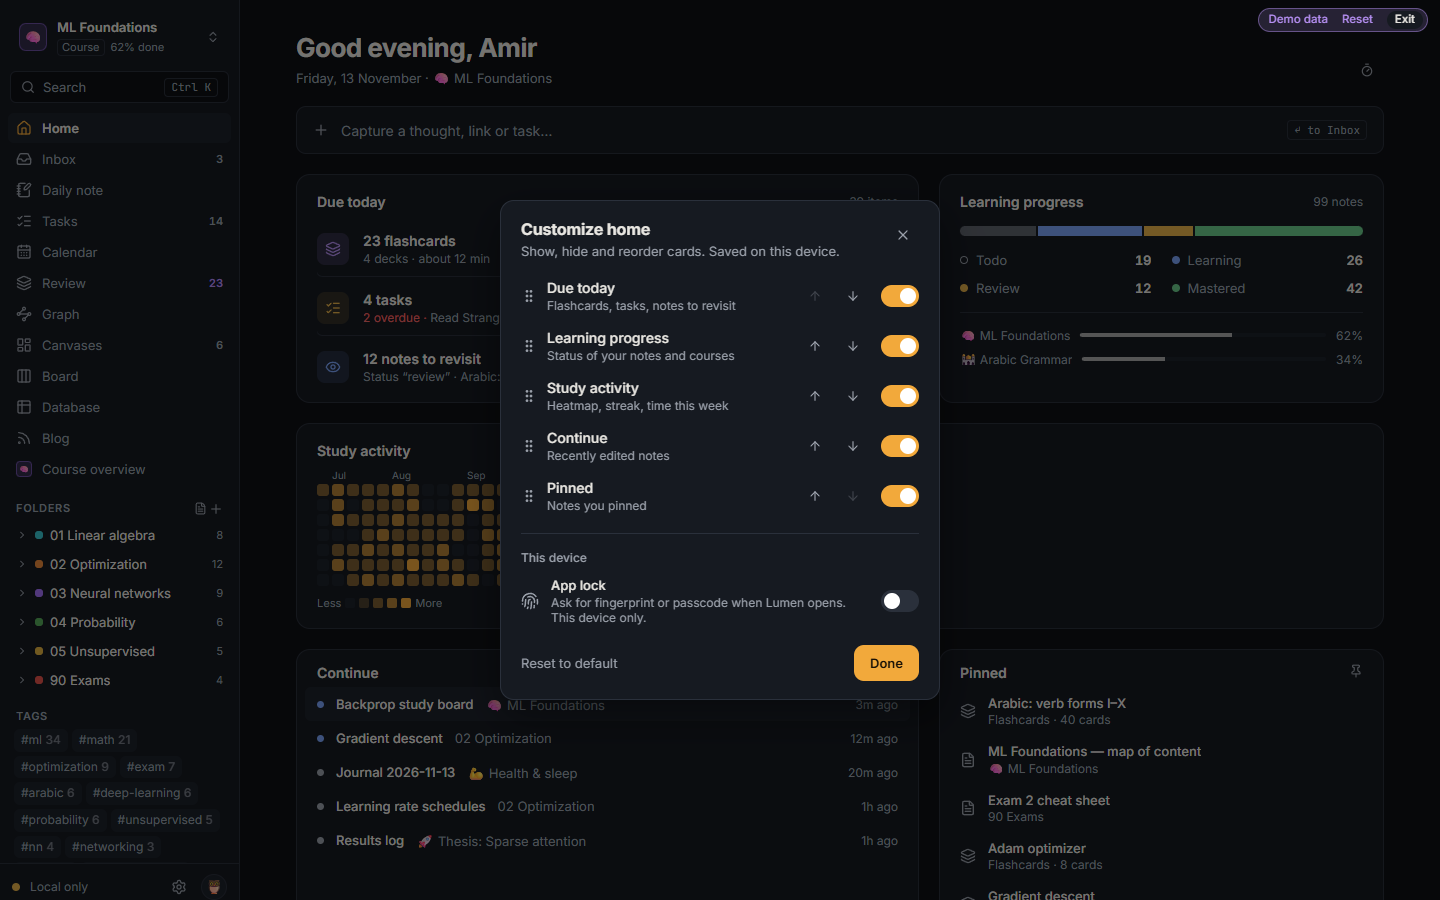 ML Foundations
Course 62% done
Search Ctrl K
Home
Inbox 3
Daily note
Tasks 14
Calendar
Review 23
Graph
Canvases 6
Board
Database
Blog
Course overview
FOLDERS
01 Linear algebra 8
02 Optimization 12
03 Neural networks 9
04 Probability 6
05 Unsupervised 5
90 Exams 4
TAGS
#ml 34 #math 21
#optimization 9 #exam 7
#arabic 6 #deep-learning 6
#probability 6 #unsupervised 5
#nn 4 #networking 3
Local only
Demo data Reset Exit
Good evening, Amir
Friday, 13 November · ML Foundations
Capture a thought, link or task...
to Inbox
Due today
23 flashcards
4 decks · about 12 min
4 tasks
2 overdue · Read Strang
12 notes to revisit
Status “review” · Arabic:
Learning progress 99 notes
Todo 19 Learning 26
Review 12 Mastered 42
ML Foundations 62%
Arabic Grammar 34%
Study activity
Jul Aug Sep
Less More
Customize home
Show, hide and reorder cards. Saved on this device.
Due today
Flashcards, tasks, notes to revisit
Learning progress
Status of your notes and courses
Study activity
Heatmap, streak, time this week
Continue
Recently edited notes
Pinned
Notes you pinned
This device
App lock
Ask for fingerprint or passcode when Lumen opens.
This device only.
Reset to default Done
Continue
Backprop study board ML Foundations 3m ago
Gradient descent 02 Optimization 12m ago
Journal 2026-11-13 Health & sleep 20m ago
Learning rate schedules 02 Optimization 1h ago
Results log Thesis: Sparse attention 1h ago
Pinned
Arabic: verb forms I–X
Flashcards · 40 cards
ML Foundations — map of content
ML Foundations
Exam 2 cheat sheet
90 Exams
Adam optimizer
Flashcards · 8 cards
Gradient descent